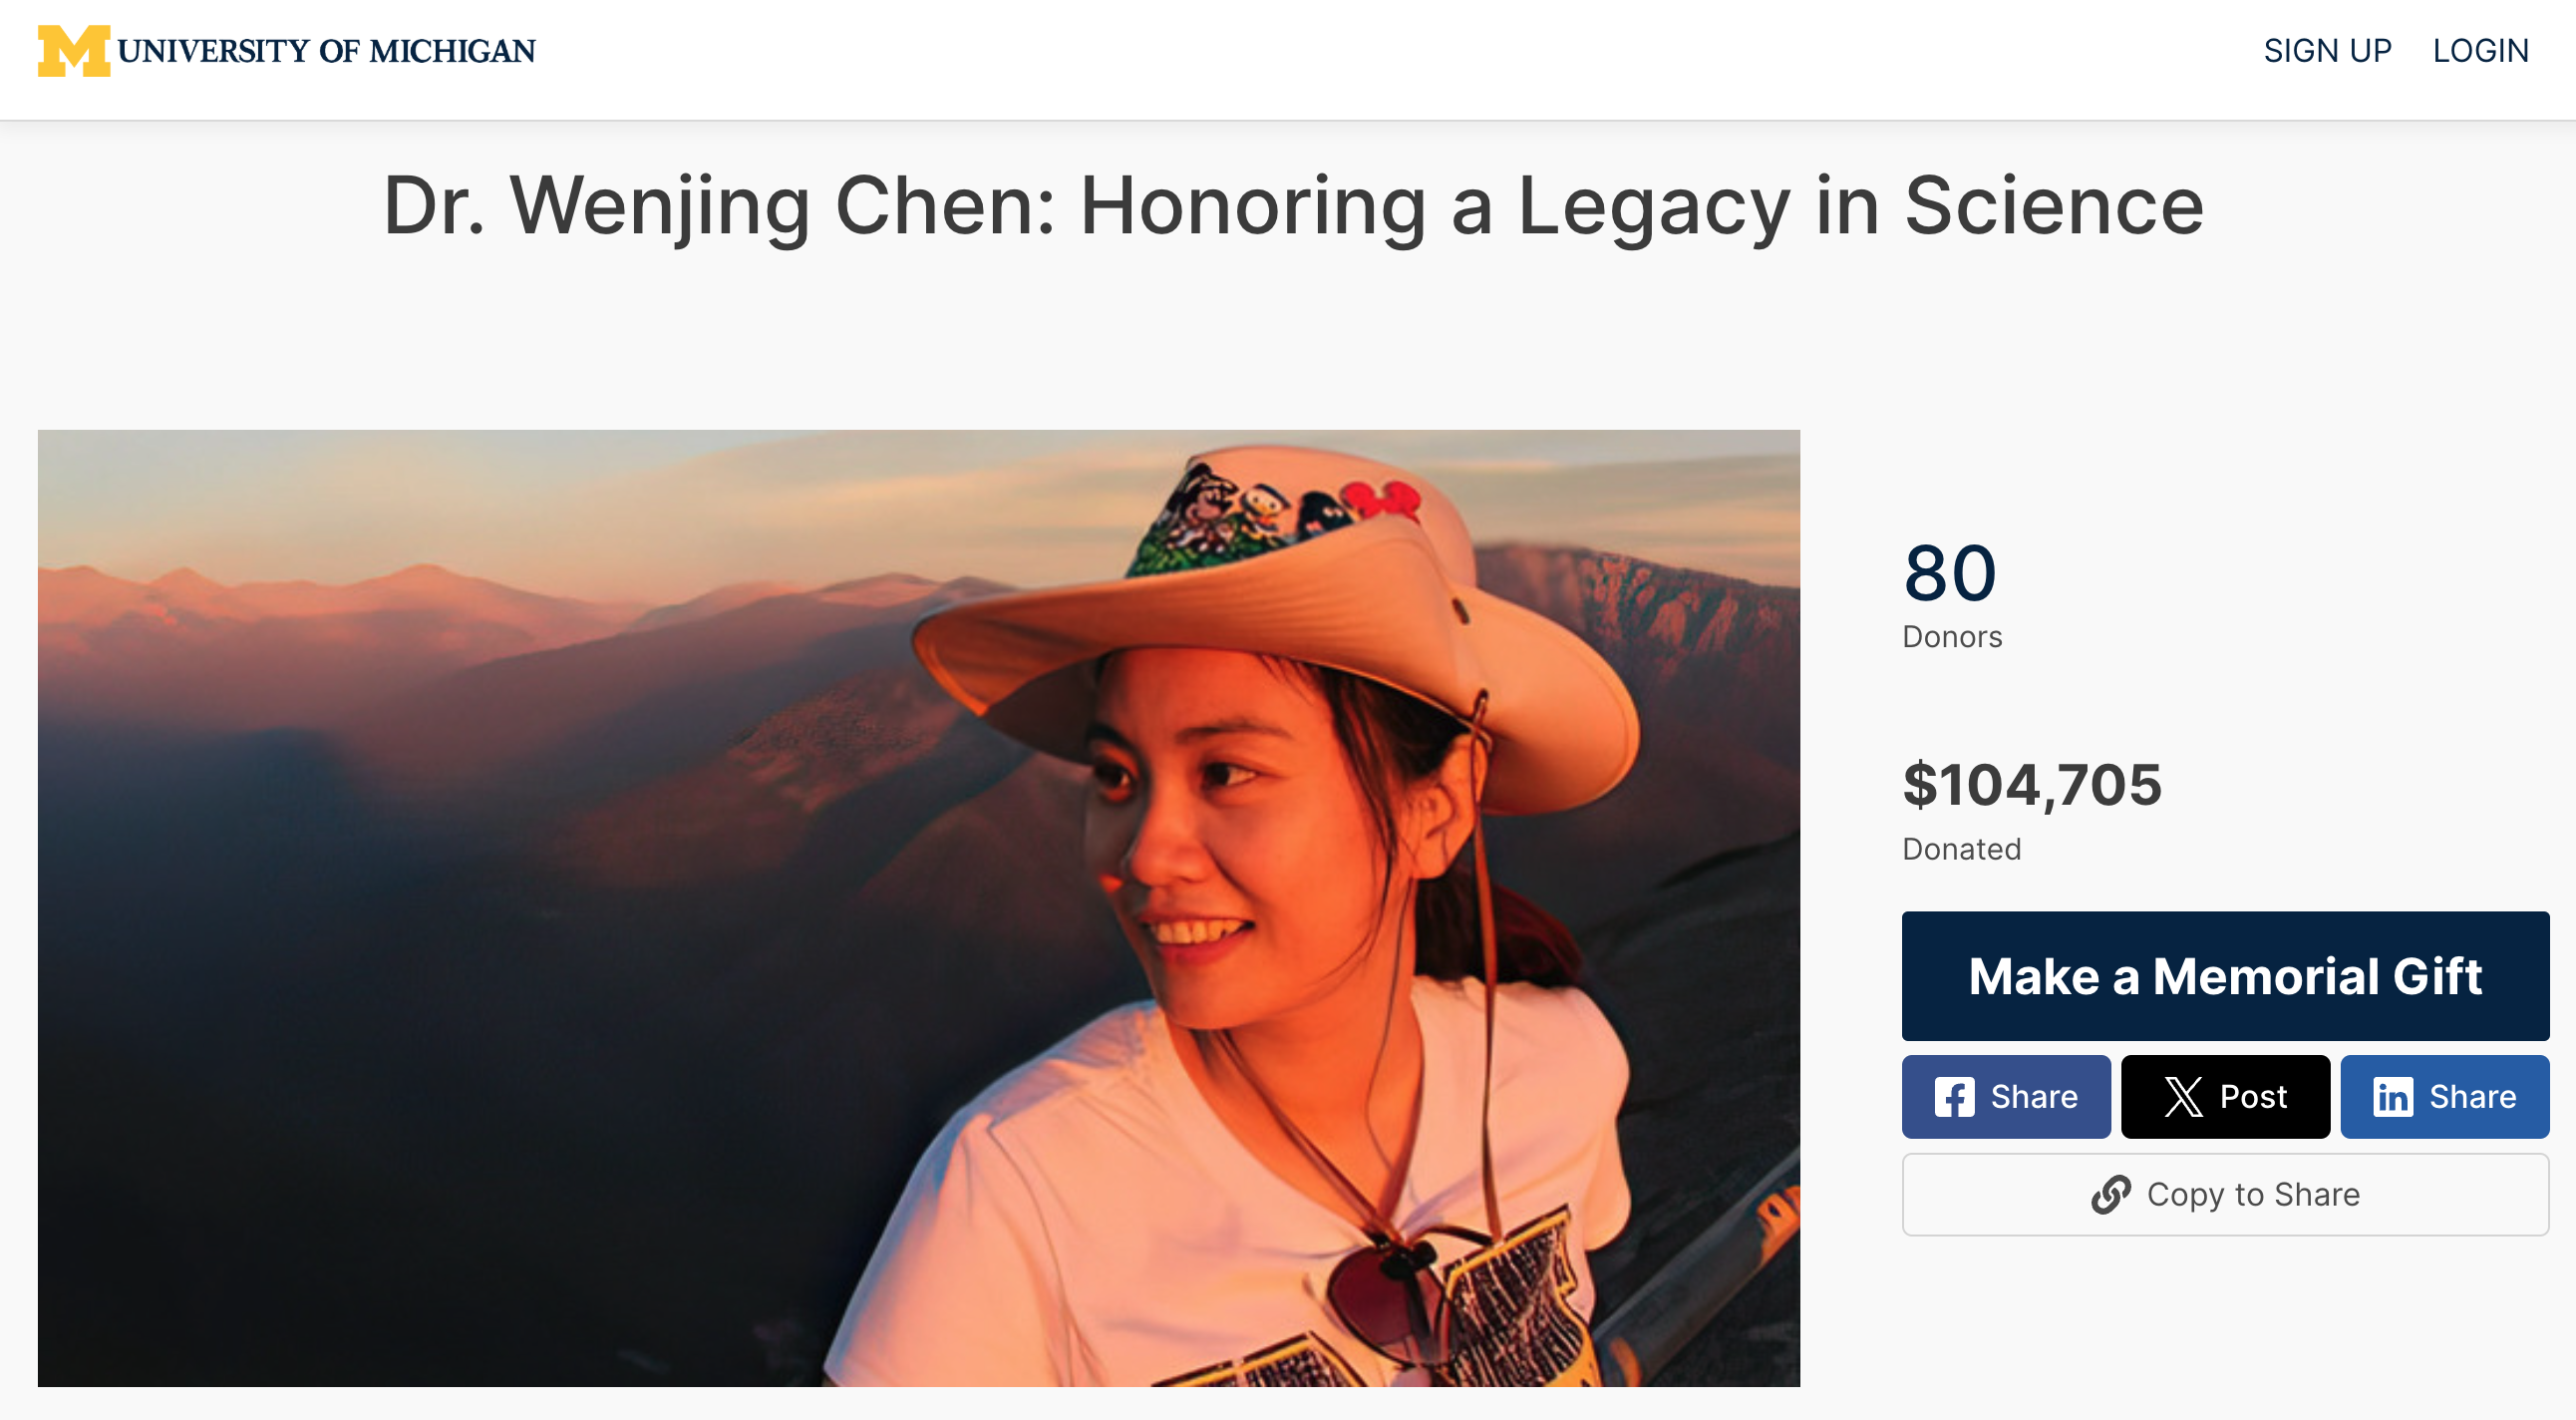 M UNIVERSITY OF MICHIGAN
SIGN UP LOGIN
Dr. Wenjing Chen: Honoring a Legacy in Science
80
Donors
$104,705
Donated
Make a Memorial Gift
Share
Post
Share
Copy to Share